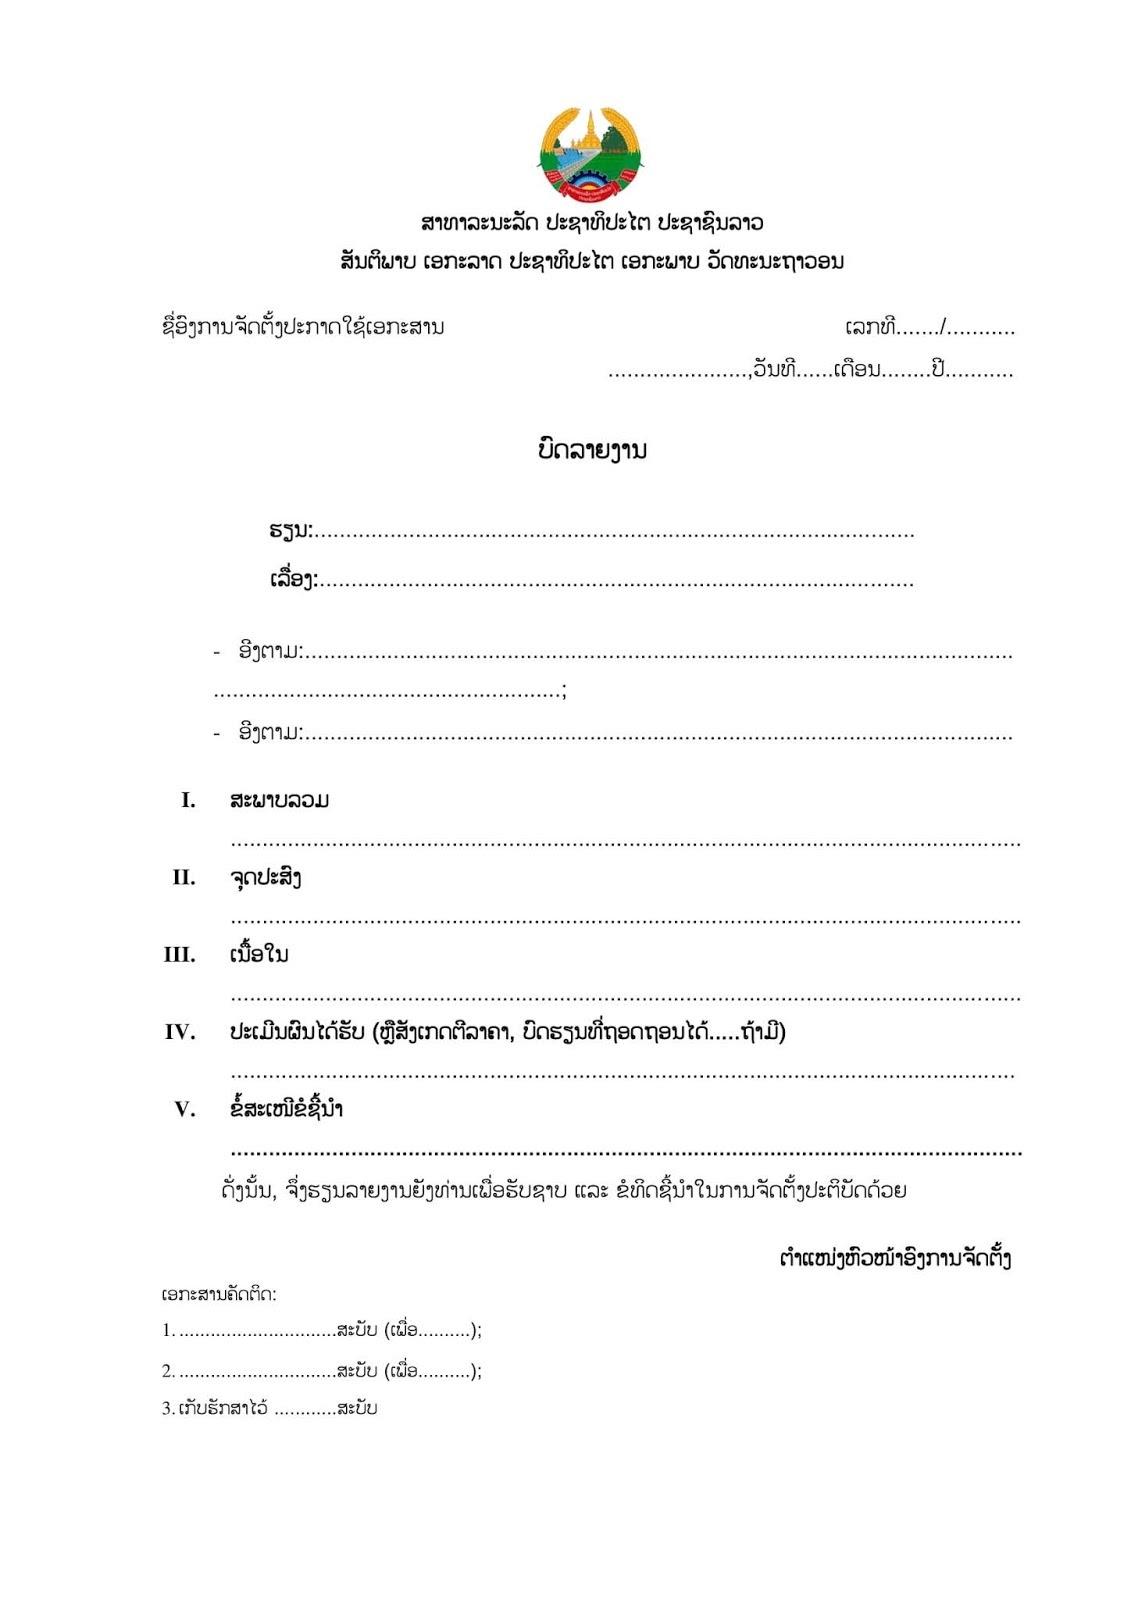 ສາທາລະນະລັດ ປະຊາທິປະໄຕ ປະຊາຊົນລາວ
ສັນຕິພາບ ເອກະລາດ ປະຊາທິປະໄຕ ເອກະພາບ ວັດທະນະຖາວອນ
ຊື່ອົງການຈັດຕັ້ງປະກາດໃຊ້ເອກະສານ ເລກທີ......./...........
......................,ວັນທີ......ເດືອນ........ປີ...........
ບົດລາຍງານ
ຮຽນ:...............................................................................................
ເລື່ອງ:..............................................................................................
- ອີງຕາມ:................................................................................................................
.......................................................;
- ອີງຕາມ:................................................................................................................
I. ສະພາບລວມ
.............................................................................................................................
II. ຈຸດປະສົງ
.............................................................................................................................
III. ເນື້ອໃນ
.............................................................................................................................
IV. ປະເມີນຜົນໄດ້ຮັບ (ຫຼືສັງເກດຕີລາຄາ, ບົດຮຽນທີ່ຖອດຖອນໄດ້.....ຖ້າມີ)
............................................................................................................................
V. ຂໍ້ສະເໜີຂໍຊີ້ນຳ
.............................................................................................................................
ດັ່ງນັ້ນ, ຈຶ່ງຮຽນລາຍງານຍັງທ່ານເພື່ອຮັບຊາບ ແລະ ຂໍທິດຊີ້ນຳໃນການຈັດຕັ້ງປະຕິບັດດ້ວຍ
ຕຳແໜ່ງຫົວໜ້າອົງການຈັດຕັ້ງ
ເອກະສານຄັດຕິດ:
1. ..............................ສະບັບ (ເພື່ອ..........);
2. ..............................ສະບັບ (ເພື່ອ..........);
3. ເກັບຮັກສາໄວ້ ............ສະບັບ